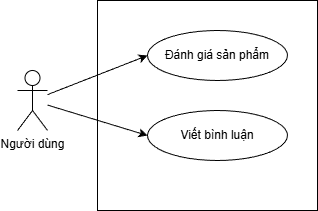 Đánh giá sản phẩm
Người dùng
Viết bình luận